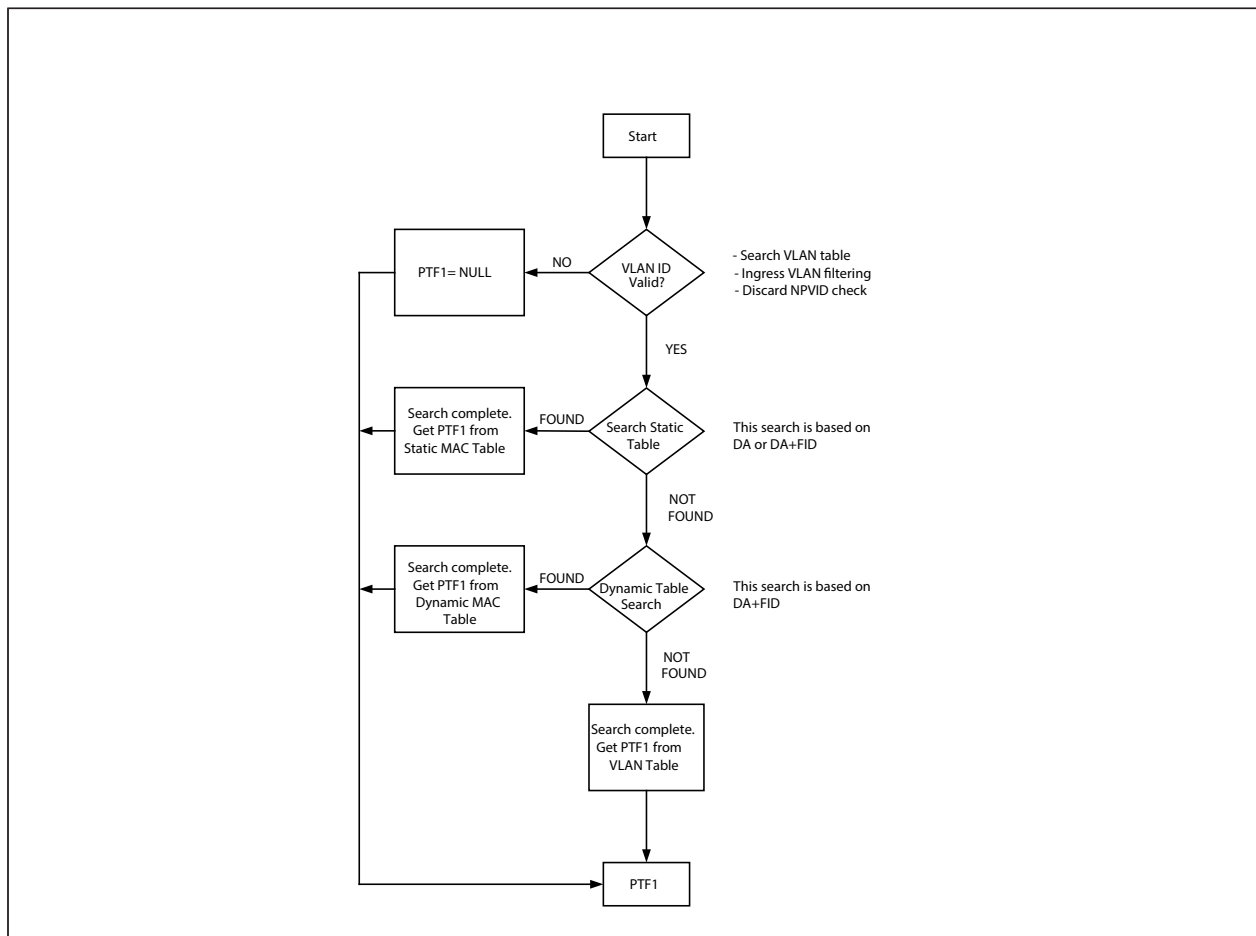 Start
VLAN ID
Valid?
NO
PTF1= NULL
- Search VLAN table
- Ingress VLAN filtering
- Discard NPVID check
YES
Search Static
Table
FOUND
Search complete.
Get PTF1 from
Static MAC Table
This search is based on
DA or DA+FID
NOT
FOUND
Dynamic Table
Search
FOUND
Search complete.
Get PTF1 from
Dynamic MAC
Table
This search is based on
DA+FID
NOT
FOUND
Search complete.
Get PTF1 from
VLAN Table
PTF1